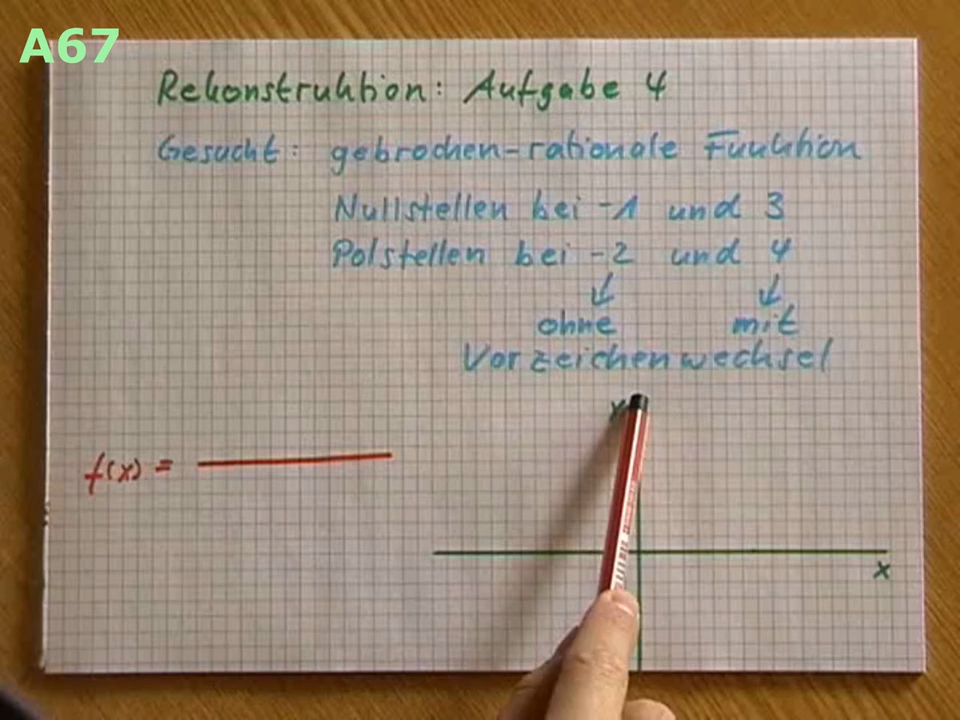 A67
Rekonstruktion: Aufgabe 4
Gesucht: gebrochen-rationale Funktion
Nullstellen bei -1 und 3
Polstellen bei -2 und 4
↓ ↓
ohne mit
Vorzeichenwechsel
y
f(x) =
x